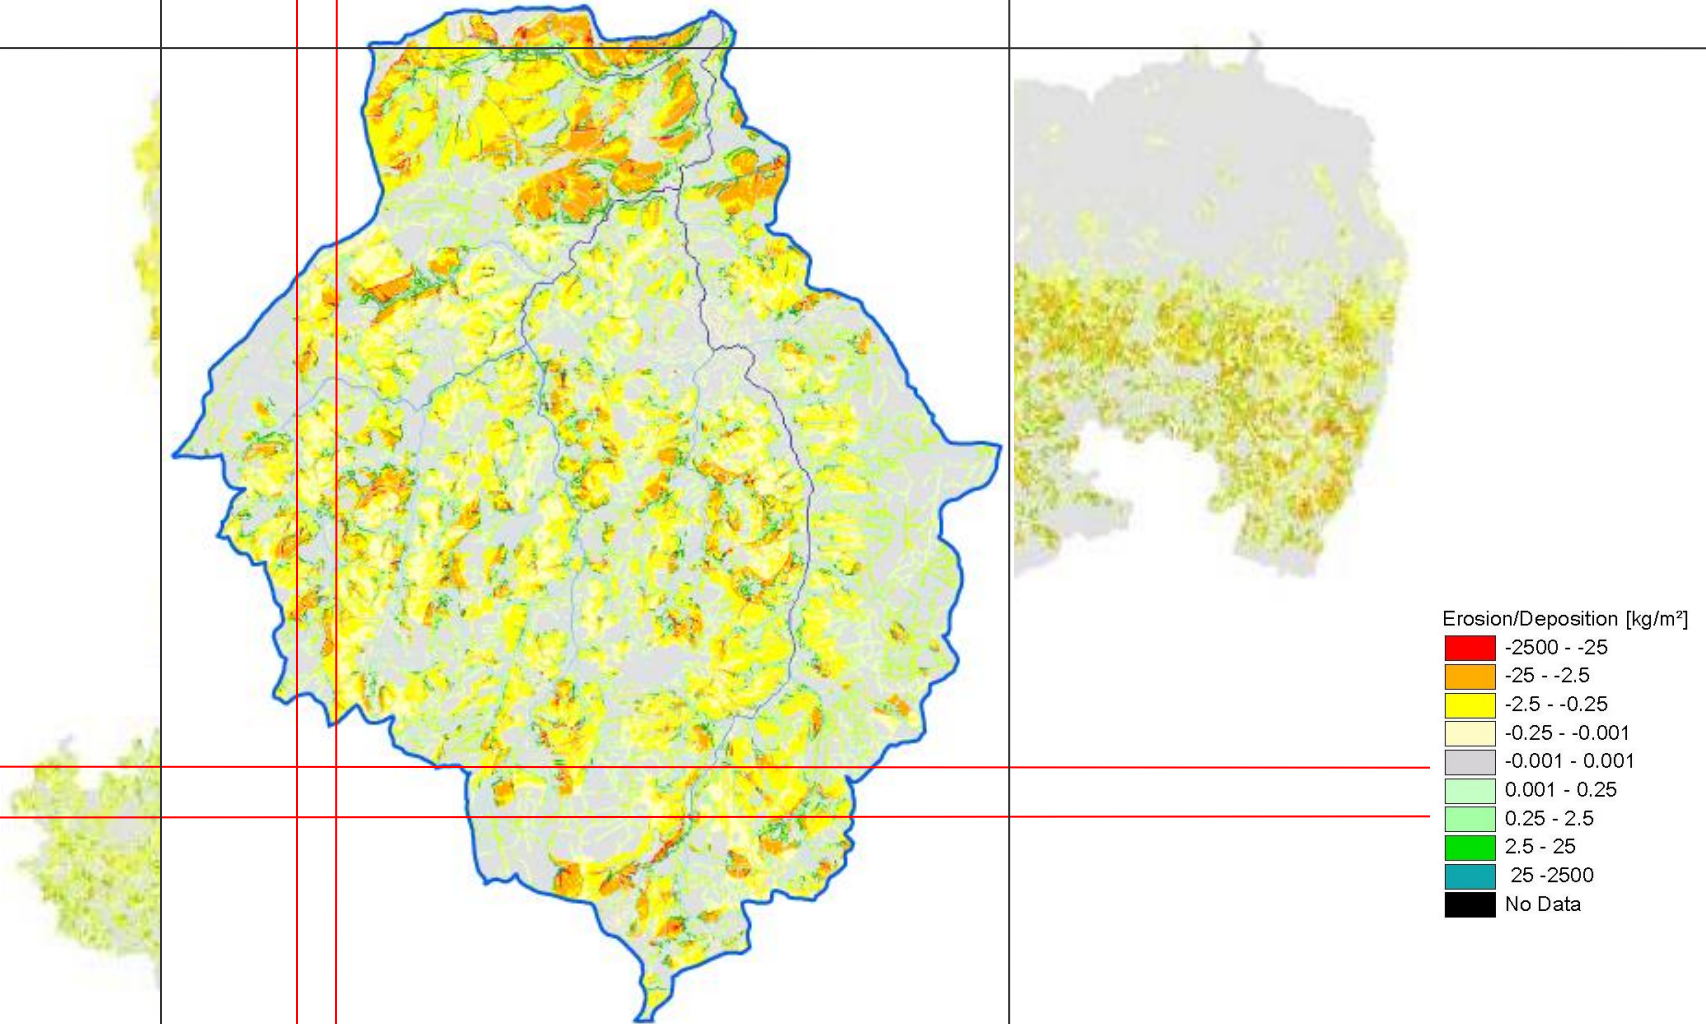 Erosion/Deposition [kg/m²]
-2500 - -25
-25 - -2.5
-2.5 - -0.25
-0.25 - -0.001
-0.001 - 0.001
0.001 - 0.25
0.25 - 2.5
2.5 - 25
25 -2500
No Data